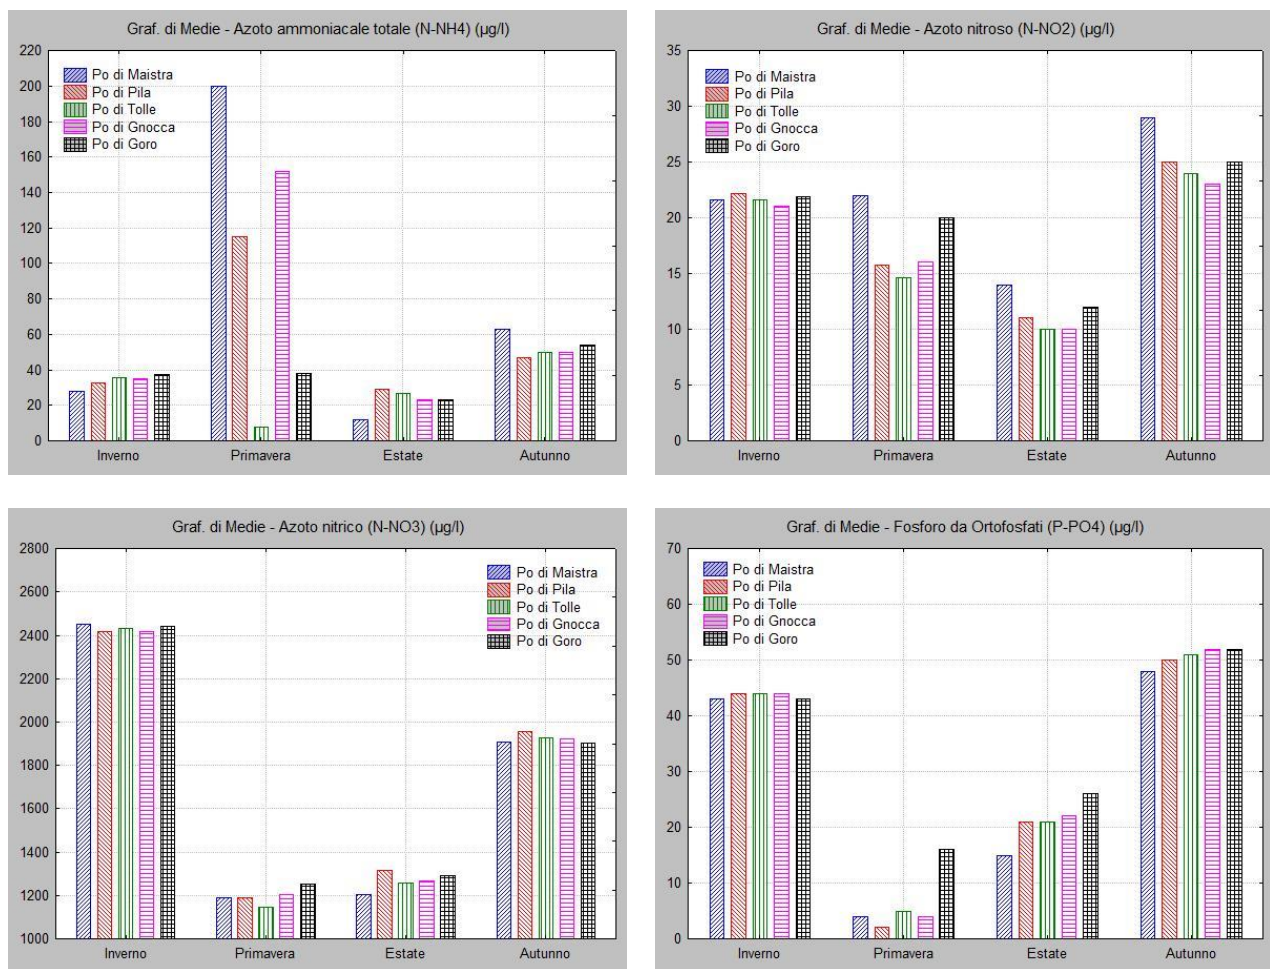 Graf. di Medie - Azoto ammoniacale totale (N-NH4) (µg/l)
220
200
180
160
140
120
100
80
60
40
20
0
Po di Maistra
Po di Pila
Po di Tolle
Po di Gnocca
Po di Goro
Inverno Primavera Estate Autunno
Graf. di Medie - Azoto nitroso (N-NO2) (µg/l)
35
30
25
20
15
10
5
0
Po di Maistra
Po di Pila
Po di Tolle
Po di Gnocca
Po di Goro
Inverno Primavera Estate Autunno
Graf. di Medie - Azoto nitrico (N-NO3) (µg/l)
2800
2600
2400
2200
2000
1800
1600
1400
1200
1000
Po di Maistra
Po di Pila
Po di Tolle
Po di Gnocca
Po di Goro
Inverno Primavera Estate Autunno
Graf. di Medie - Fosforo da Ortofosfati (P-PO4) (µg/l)
70
60
50
40
30
20
10
0
Po di Maistra
Po di Pila
Po di Tolle
Po di Gnocca
Po di Goro
Inverno Primavera Estate Autunno